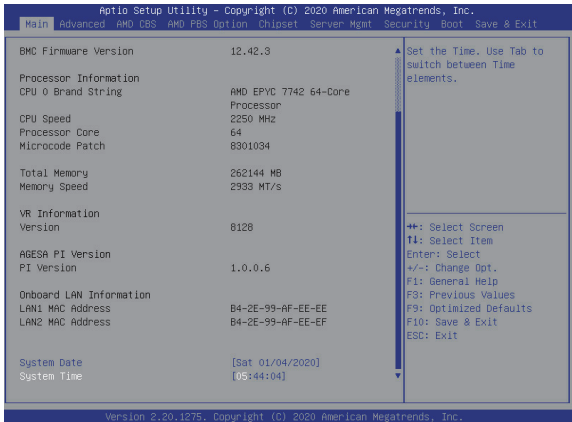 Aptio Setup Utility – Copyright (C) 2020 American Megatrends, Inc.
Main Advanced AMD CBS AMD PBS Option Chipset Server Mgmt Security Boot Save & Exit
BMC Firmware Version 12.42.3
Processor Information
CPU 0 Brand String AMD EPYC 7742 64-Core
Processor
CPU Speed 2250 MHz
Processor Core 64
Microcode Patch 8301034
Total Memory 262144 MB
Memory Speed 2933 MT/s
VR Information
Version 8128
AGESA PI Version
PI Version 1.0.0.6
Onboard LAN Information
LAN1 MAC Address B4-2E-99-AF-EE-EE
LAN2 MAC Address B4-2E-99-AF-EE-EF
System Date [Sat 01/04/2020]
System Time [05:44:04]
Set the Time. Use Tab to
switch between Time
elements.
→←: Select Screen
↑↓: Select Item
Enter: Select
+/-: Change Opt.
F1: General Help
F3: Previous Values
F9: Optimized Defaults
F10: Save & Exit
ESC: Exit
Version 2.20.1275. Copyright (C) 2020 American Megatrends, Inc.